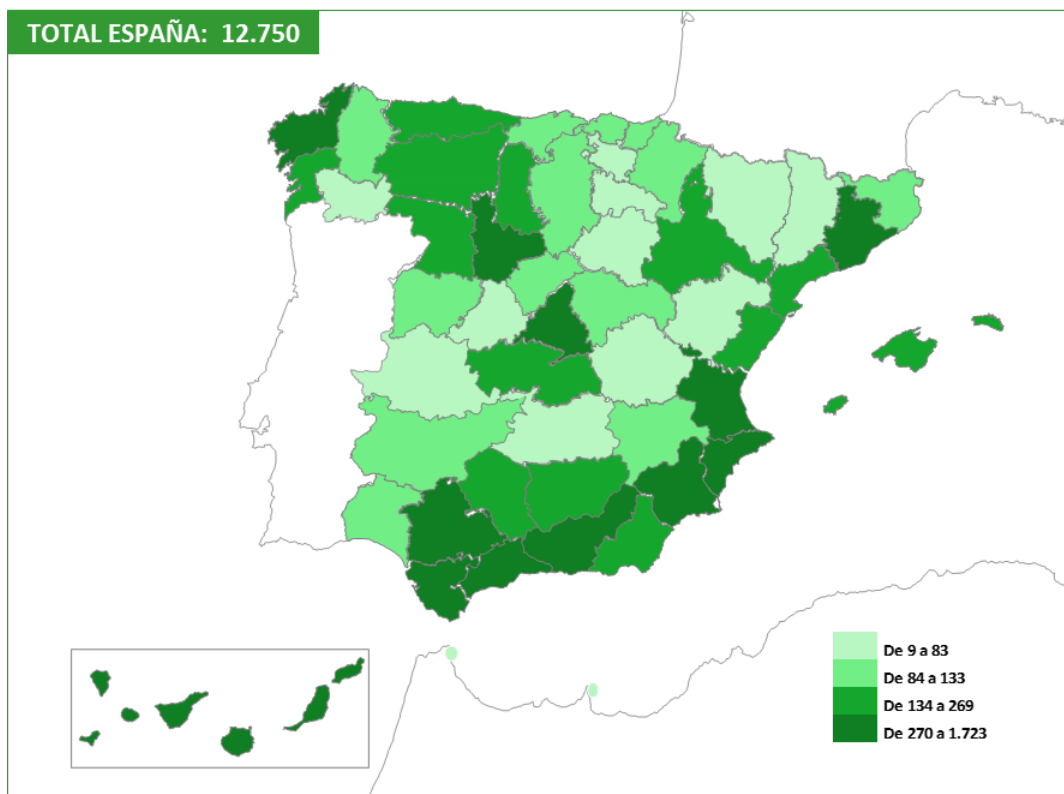 TOTAL ESPAÑA: 12.750
De 9 a 83
De 84 a 133
De 134 a 269
De 270 a 1.723